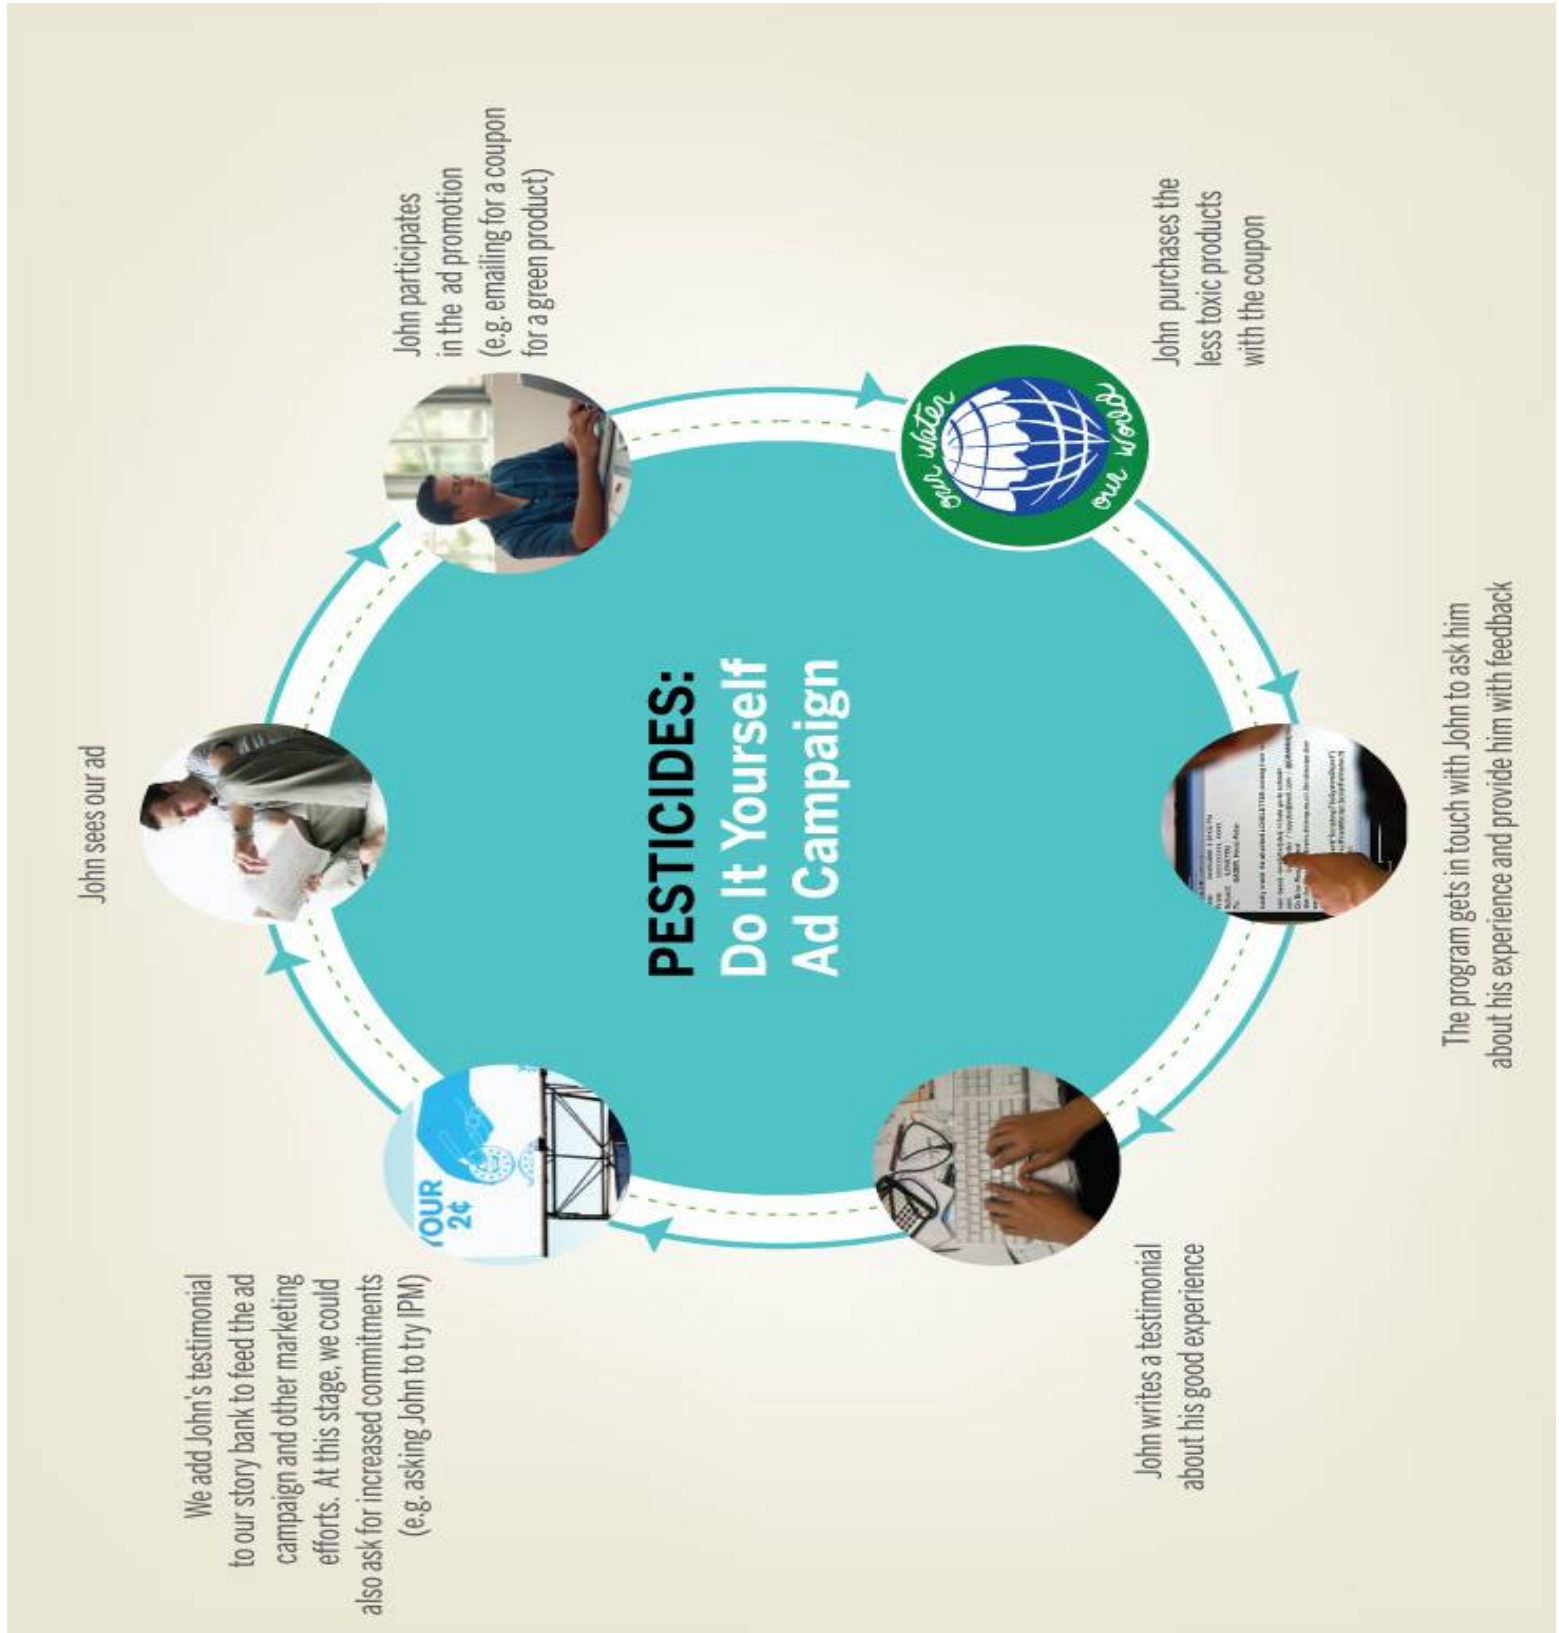 PESTICIDES:
Do It Yourself
Ad Campaign
John sees our ad
John participates
in the ad promotion
(e.g. emailing for a coupon
for a green product)
our water
our world
John purchases the
less toxic products
with the coupon
The program gets in touch with John to ask him
about his experience and provide him with feedback
John writes a testimonial
about his good experience
We add John's testimonial
to our story bank to feed the ad
campaign and other marketing
efforts. At this stage, we could
also ask for increased commitments
(e.g. asking John to try IPM)
YOUR
2¢